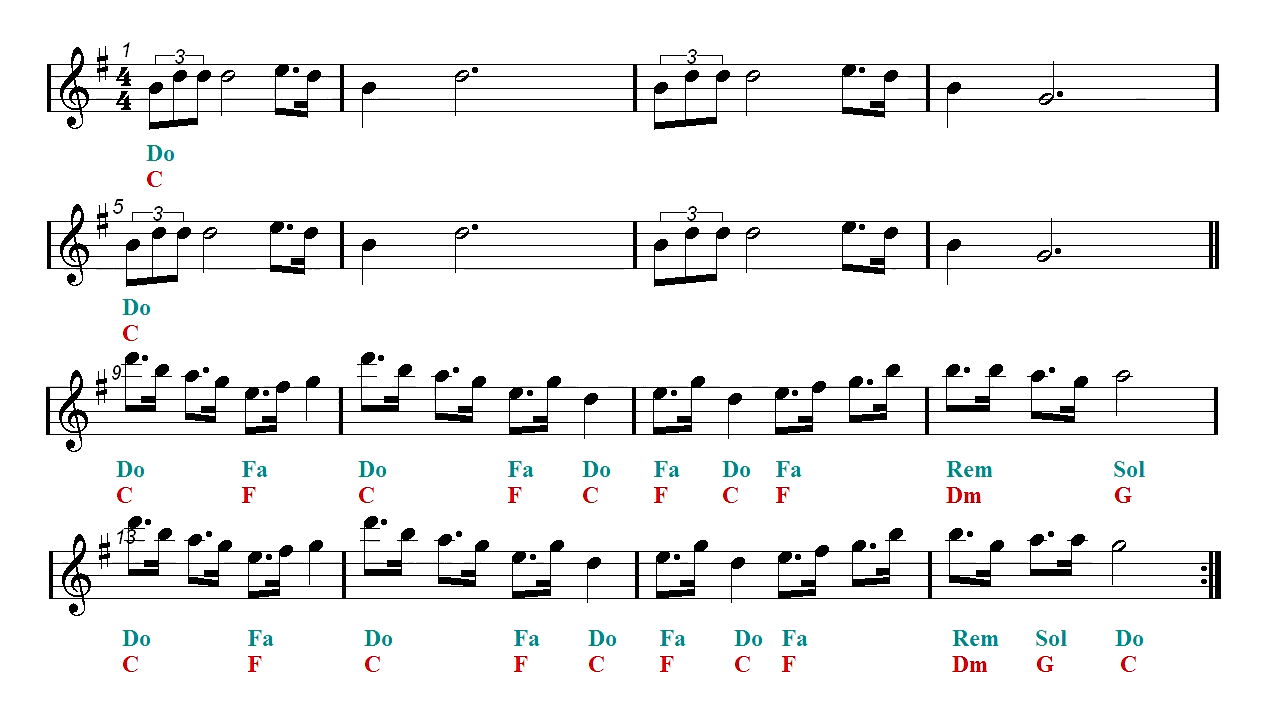 1 3 3
4
4
Do
C
5 3 3
Do
C
9
Do Fa Do Fa Do Fa Do Fa Rem Sol
C F C F C F C F Dm G
13
Do Fa Do Fa Do Fa Do Fa Rem Sol Do
C F C F C F C F Dm G C